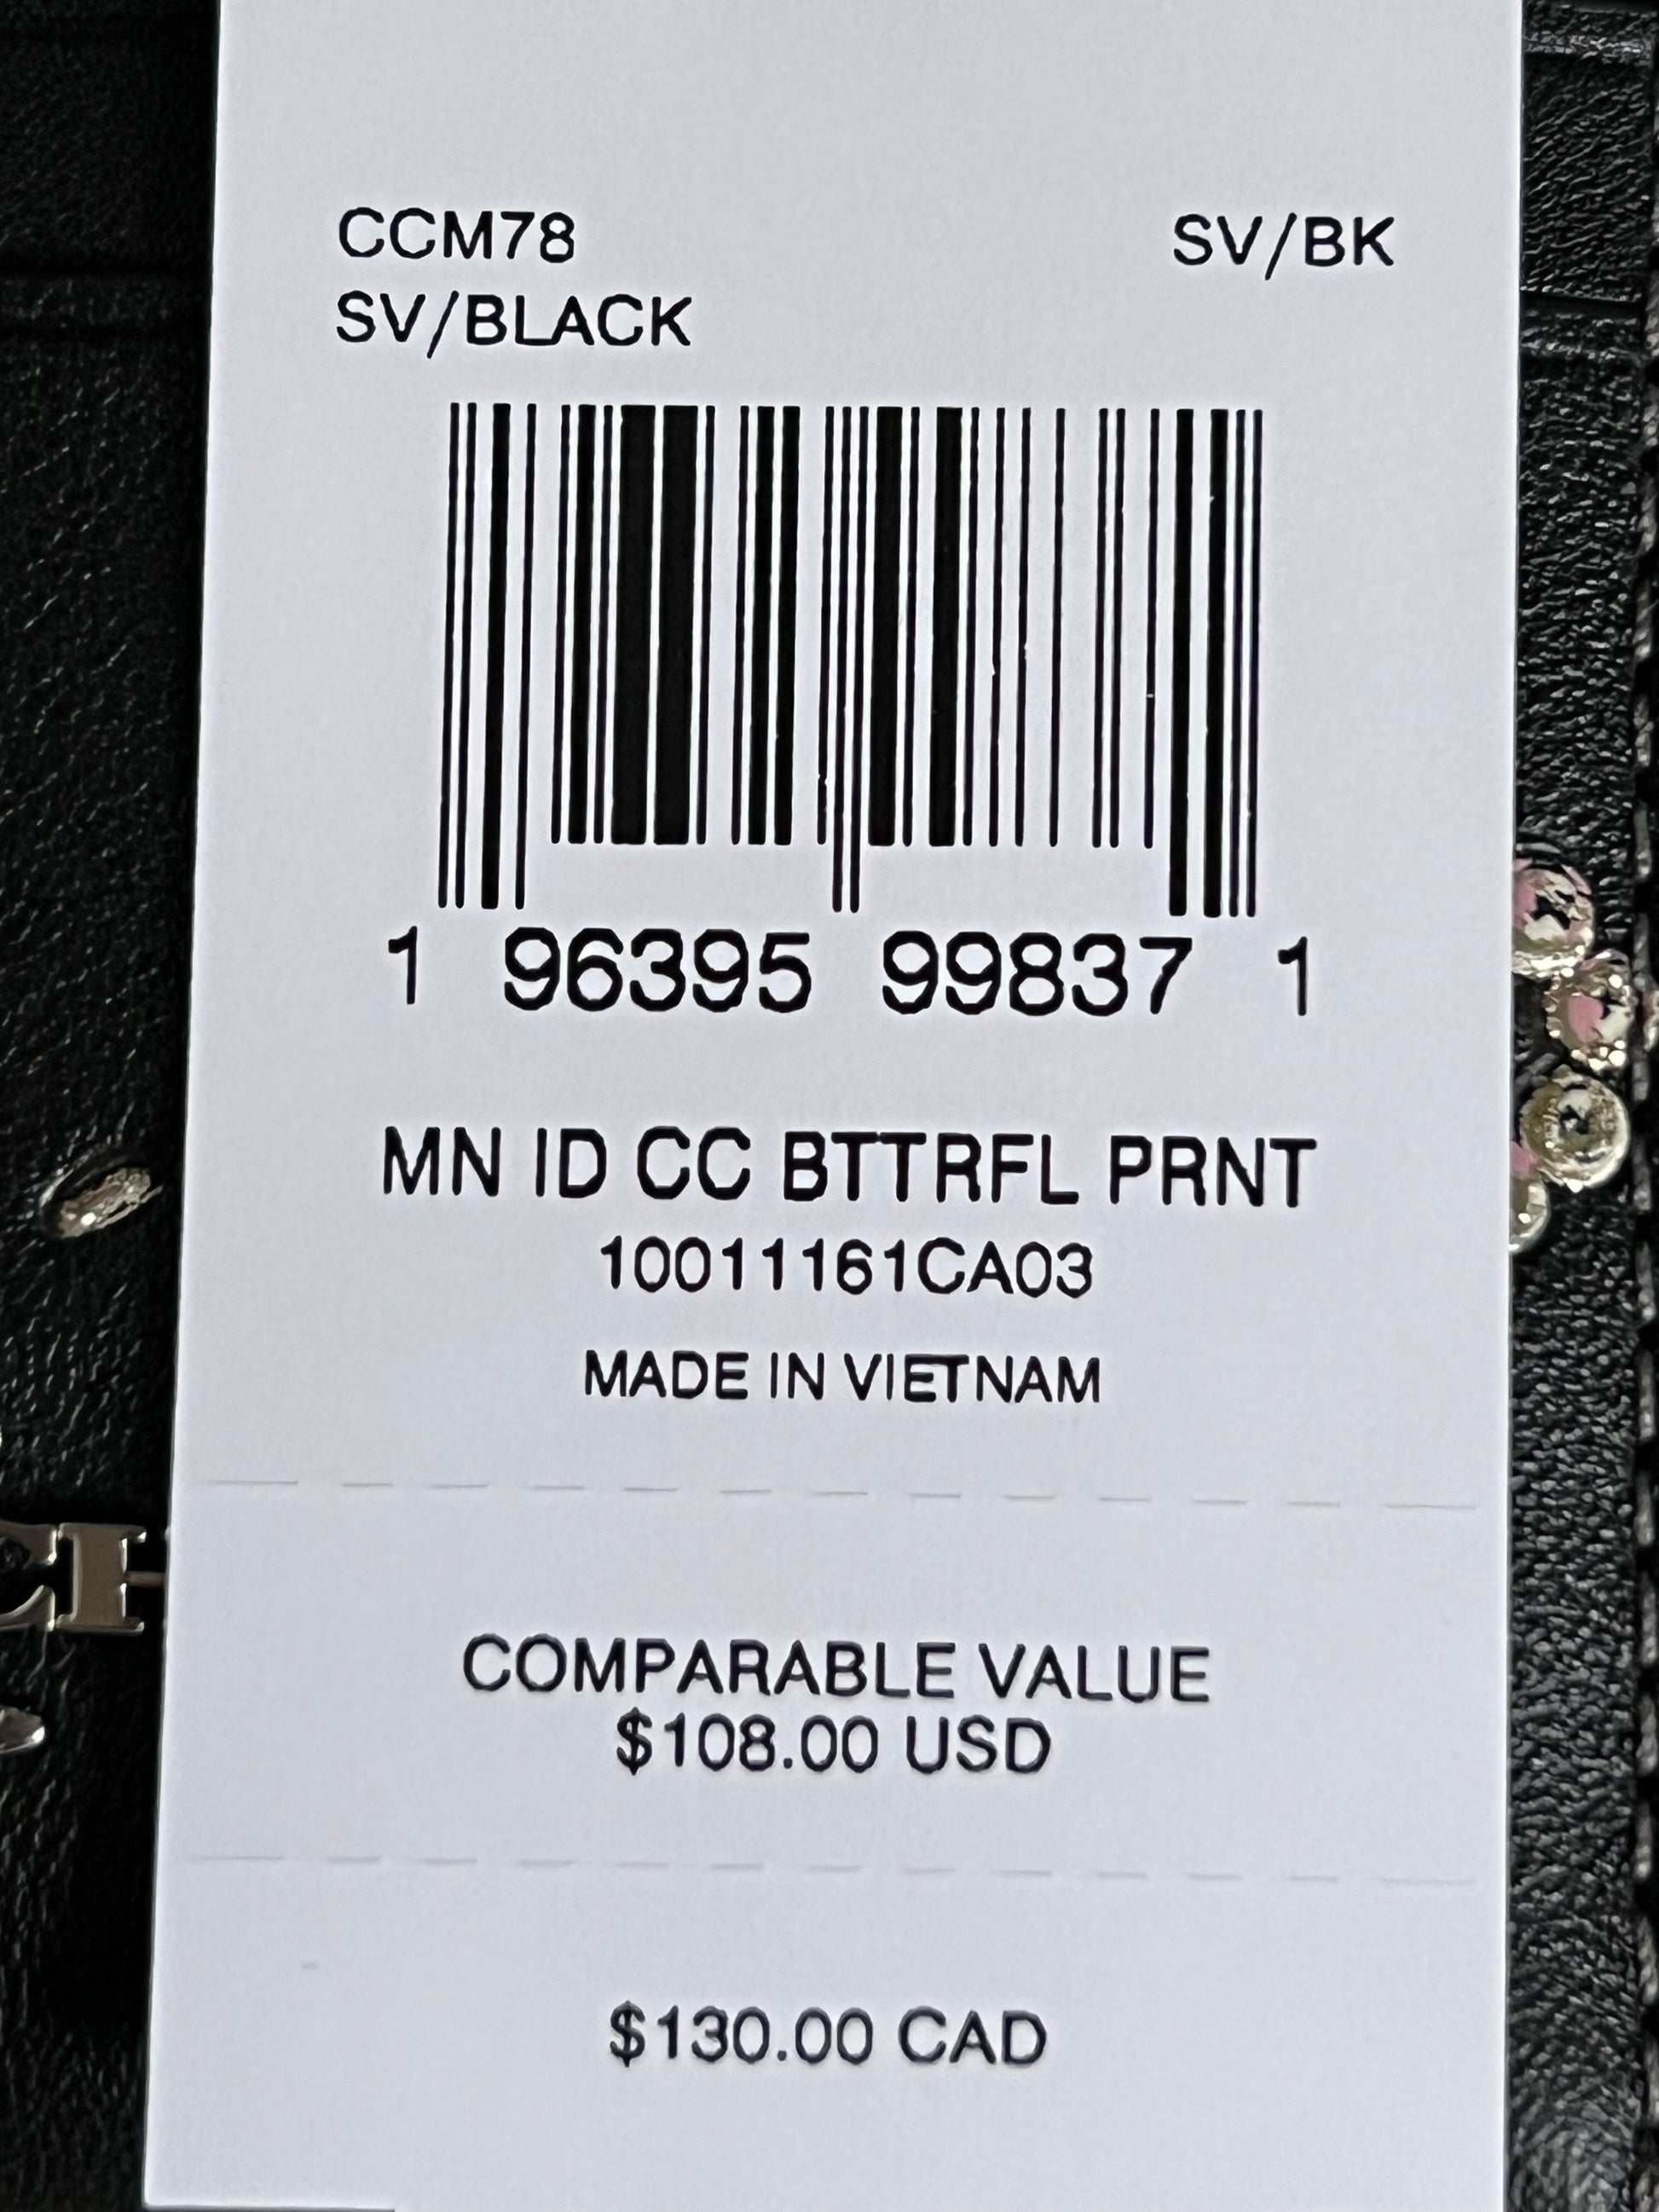 CCM78 SV/BK
SV/BLACK
1 96395 99837 1
MN ID CC BTTRFL PRNT
10011161CA03
MADE IN VIETNAM
COMPARABLE VALUE
$108.00 USD
$130.00 CAD